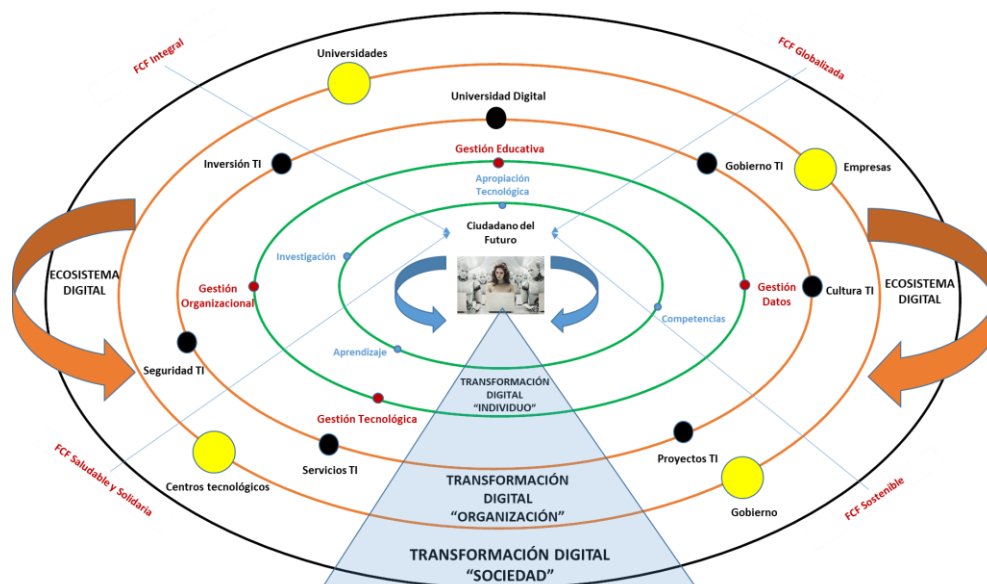 FCF Integral
Universidades
FCF Globalizada
Universidad Digital
Inversión TI
Gestión Educativa
Gobierno TI
Empresas
Apropiación
Tecnológica
Ciudadano del
Futuro
Investigación
ECOSISTEMA
DIGITAL
Gestión
Organizacional
Gestión
Datos
Cultura TI
ECOSISTEMA
DIGITAL
Competencias
Aprendizaje
Seguridad TI
TRANSFORMACIÓN
DIGITAL
“INDIVIDUO”
Gestión Tecnológica
Servicios TI
Proyectos TI
FCF Saludable y Solidaria
Centros tecnológicos
TRANSFORMACIÓN
DIGITAL
“ORGANIZACIÓN”
Gobierno
FCF Sostenible
TRANSFORMACIÓN DIGITAL
“SOCIEDAD”